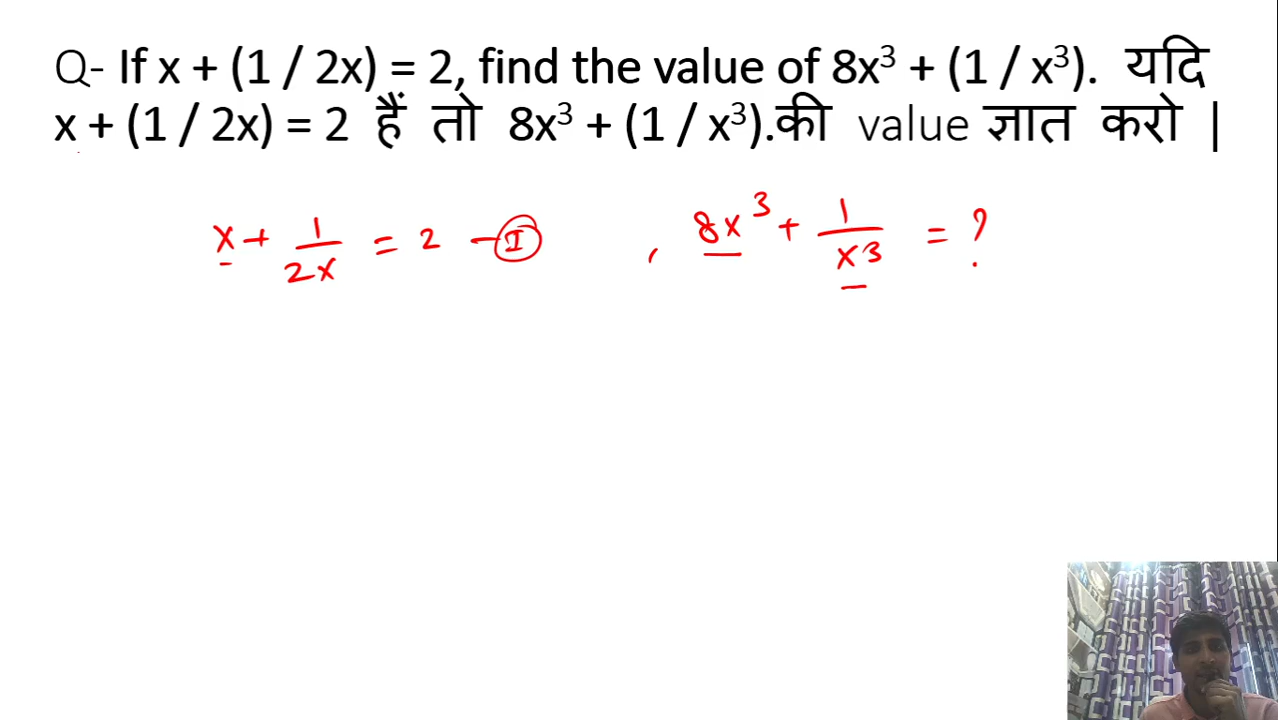 Q- If x + (1 / 2x) = 2, find the value of 8x³ + (1 / x³). यदि
x + (1 / 2x) = 2 हैं तो 8x³ + (1 / x³).की value ज्ञात करो |
x + 1/2x = 2 - I , 8x³ + 1/x³ = ?